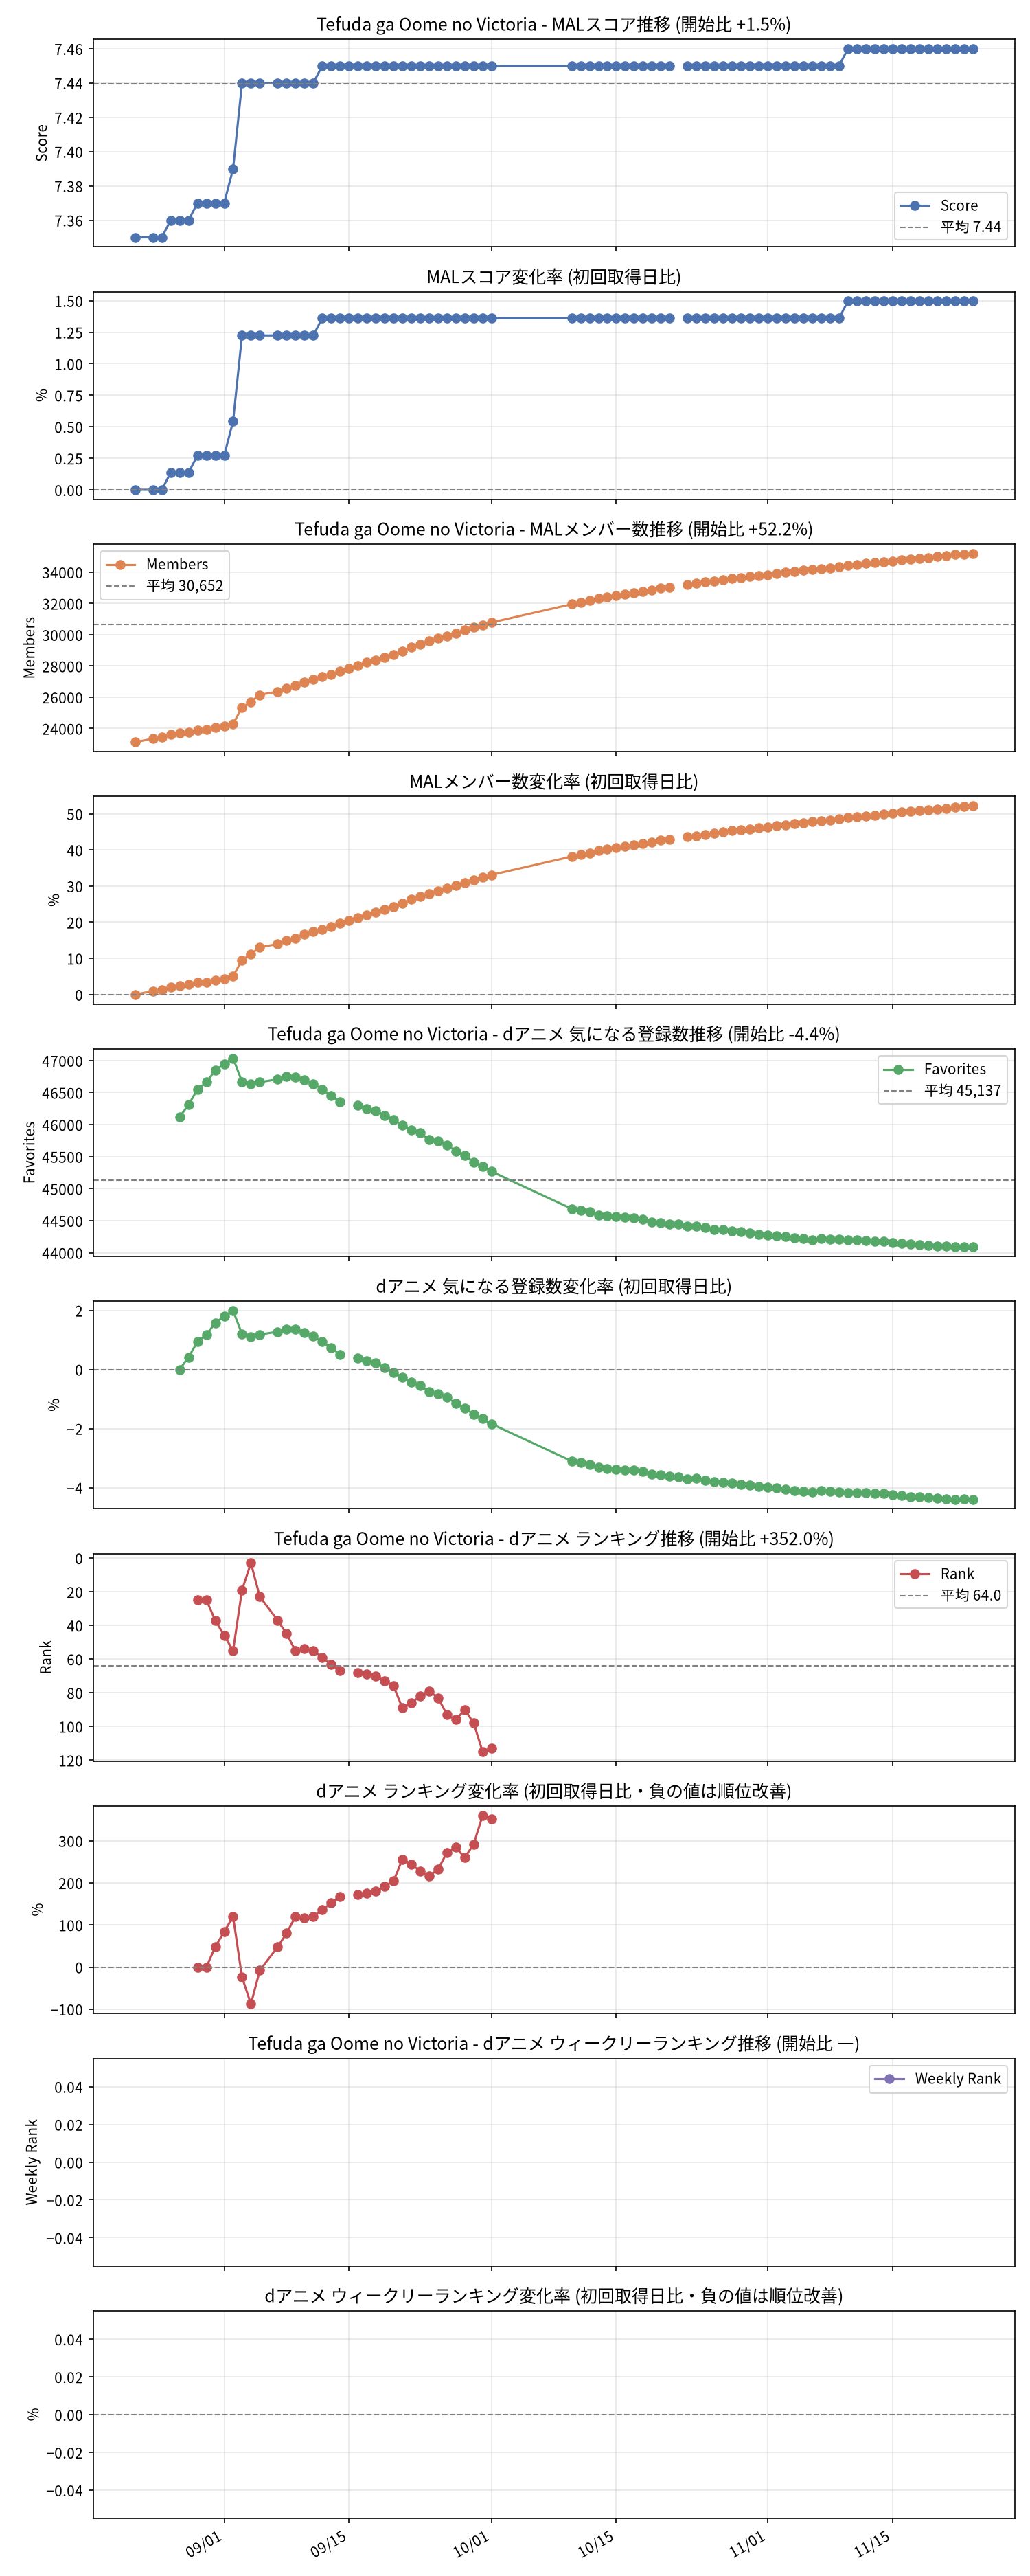 Tefuda ga Oome no Victoria - MALスコア推移 (開始比 +1.5%)
Score
7.46
7.44
7.42
7.40
7.38
7.36
Score
平均 7.44
MALスコア変化率 (初回取得日比)
%
1.50
1.25
1.00
0.75
0.50
0.25
0.00
Tefuda ga Oome no Victoria - MALメンバー数推移 (開始比 +52.2%)
Members
34000
32000
30000
28000
26000
24000
Members
平均 30,652
MALメンバー数変化率 (初回取得日比)
%
50
40
30
20
10
0
Tefuda ga Oome no Victoria - dアニメ 気になる登録数推移 (開始比 -4.4%)
Favorites
47000
46500
46000
45500
45000
44500
44000
Favorites
平均 45,137
dアニメ 気になる登録数変化率 (初回取得日比)
%
2
0
−2
−4
Tefuda ga Oome no Victoria - dアニメ ランキング推移 (開始比 +352.0%)
Rank
0
20
40
60
80
100
120
Rank
平均 64.0
dアニメ ランキング変化率 (初回取得日比・負の値は順位改善)
%
300
200
100
0
−100
Tefuda ga Oome no Victoria - dアニメ ウィークリーランキング推移 (開始比 —)
Weekly Rank
0.04
0.02
0.00
−0.02
−0.04
Weekly Rank
dアニメ ウィークリーランキング変化率 (初回取得日比・負の値は順位改善)
%
0.04
0.02
0.00
−0.02
−0.04
09/01
09/15
10/01
10/15
11/01
11/15